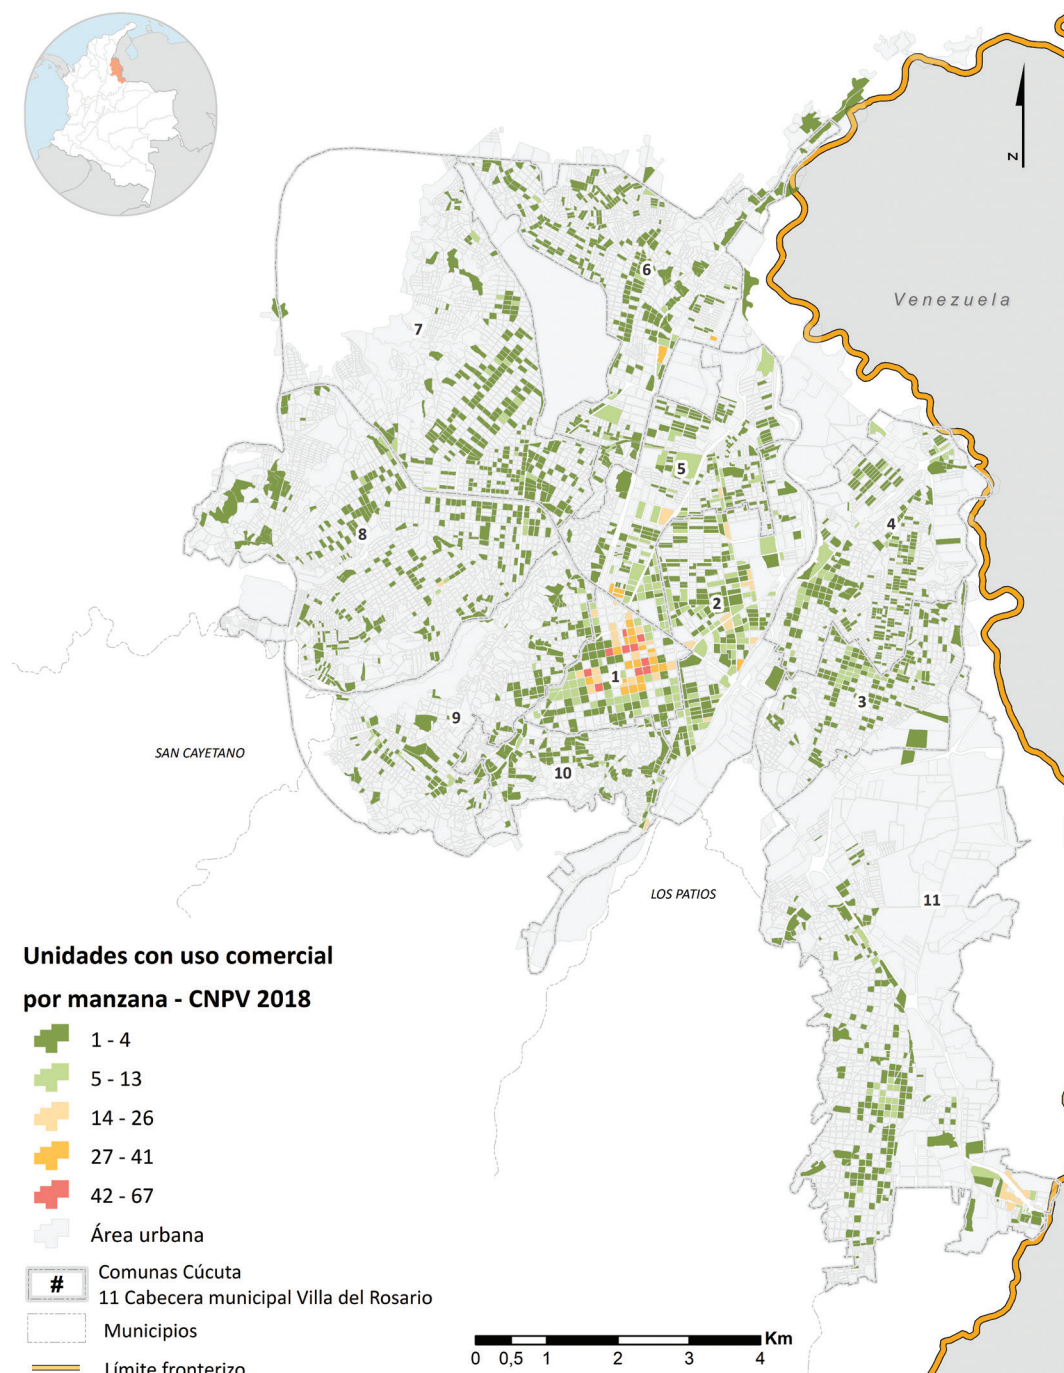 N
Venezuela
6
7
5
4
8
2
1
3
9
10
SAN CAYETANO
LOS PATIOS
11
Unidades con uso comercial
por manzana - CNPV 2018
1 - 4
5 - 13
14 - 26
27 - 41
42 - 67
Área urbana
# Comunas Cúcuta
11 Cabecera municipal Villa del Rosario
Municipios
Límite fronterizo
Km
0 0,5 1 2 3 4